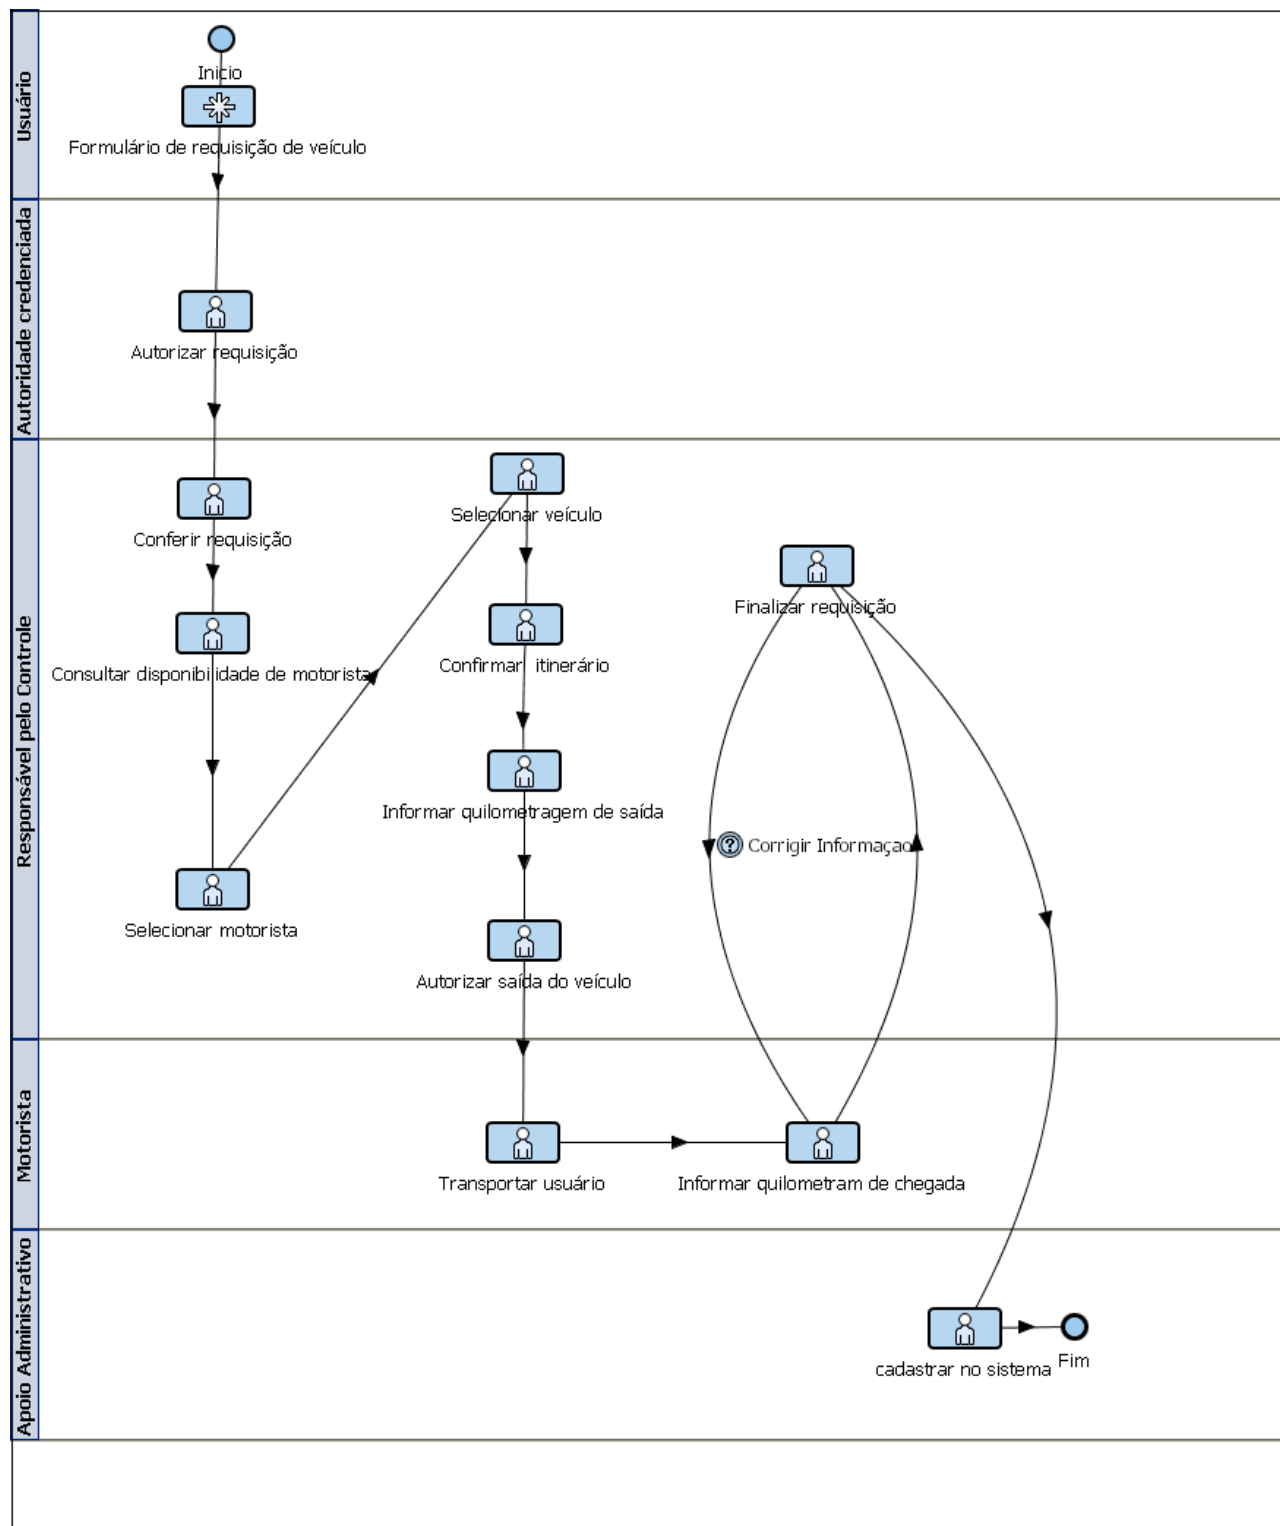 Usuário
Inicio
Formulário de requisição de veículo
Autoridade credenciada
Autorizar requisição
Responsável pelo Controle
Conferir requisição
Consultar disponibilidade de motorista
Selecionar motorista
Selecionar veículo
Confirmar itinerário
Informar quilometragem de saída
Autorizar saída do veículo
Finalizar requisição
Corrigir Informaçao
Motorista
Transportar usuário
Informar quilometram de chegada
Apoio Administrativo
cadastrar no sistema
Fim